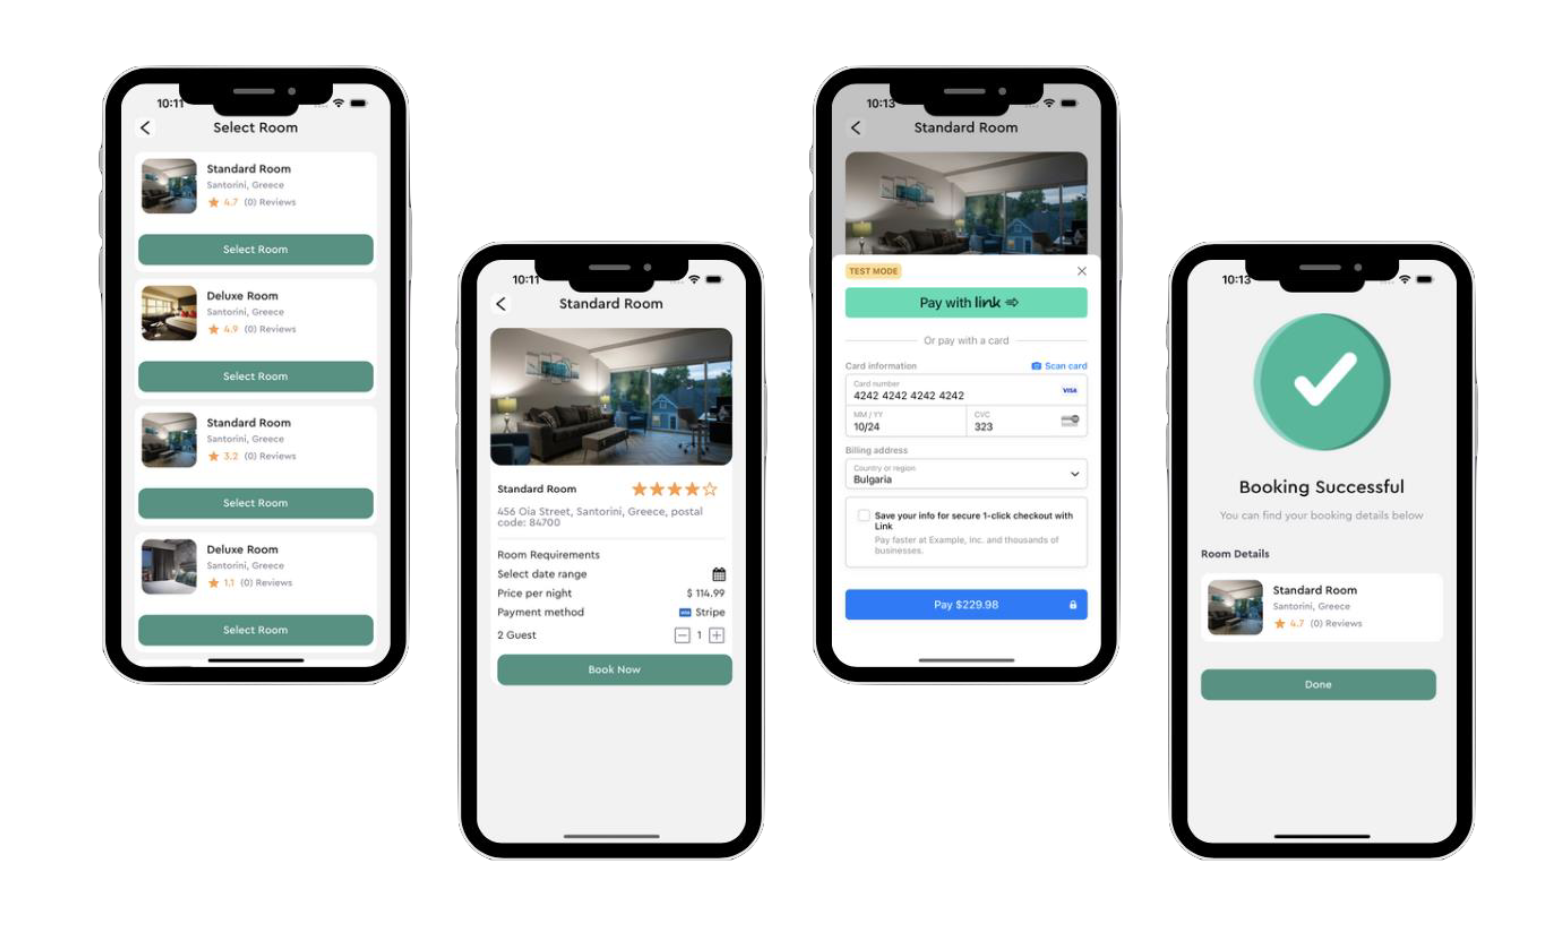 10:11
Select Room
Standard Room
Santorini, Greece
4.7 (0) Reviews
Select Room
Deluxe Room
Santorini, Greece
4.9 (0) Reviews
Select Room
Standard Room
Santorini, Greece
3.2 (0) Reviews
Select Room
Deluxe Room
Santorini, Greece
1.1 (0) Reviews
Select Room
10:11
Standard Room
Standard Room
456 Oia Street, Santorini, Greece, postal
code: 84700
Room Requirements
Select date range
Price per night $ 114.99
Payment method Stripe
2 Guest 1
Book Now
10:13
Standard Room
TEST MODE
Pay with link
Or pay with a card
Card information Scan card
Card number
4242 4242 4242 4242 VISA
MM / YY CVC
10/24 323
Billing address
Country or region
Bulgaria
Save your info for secure 1-click checkout with
Link
Pay faster at Example, Inc. and thousands of
businesses.
Pay $229.98
10:13
Booking Successful
You can find your booking details below
Room Details
Standard Room
Santorini, Greece
4.7 (0) Reviews
Done